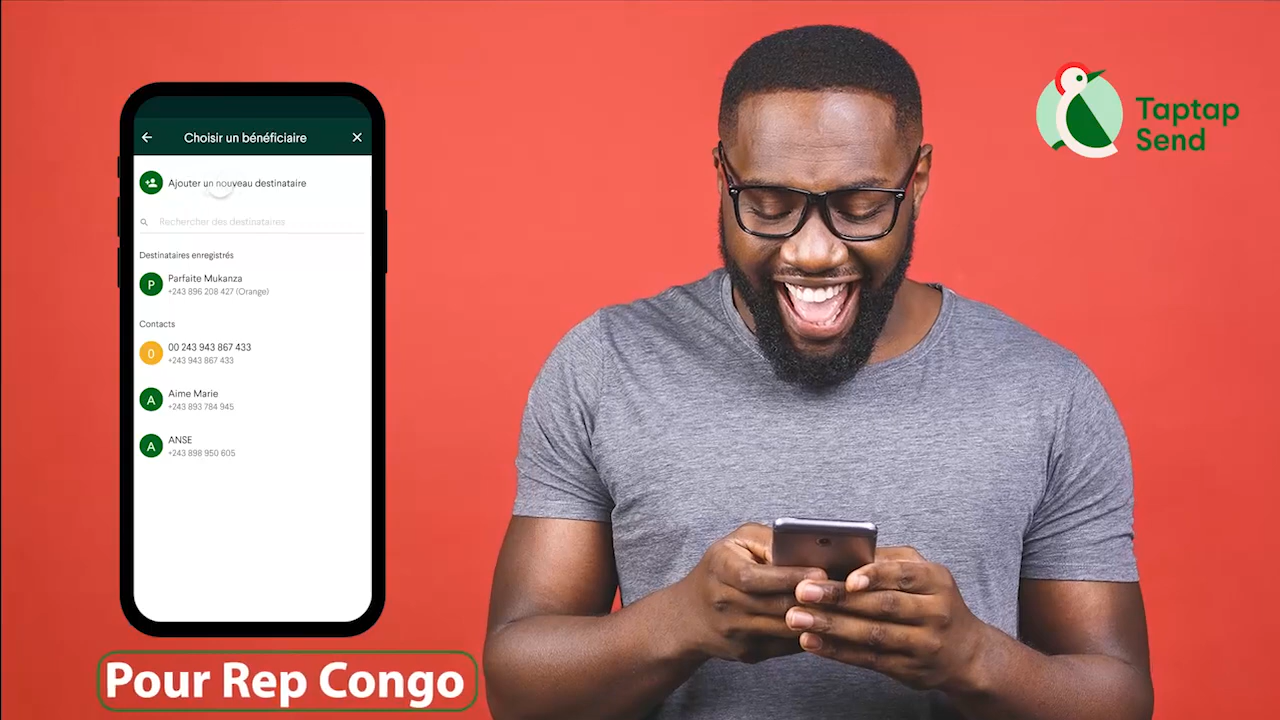 Choisir un bénéficiaire
Ajouter un nouveau destinataire
Rechercher des destinataires
Destinataires enregistrés
P
Parfaite Mukanza
+243 896 208 427 (Orange)
Contacts
0
00 243 943 867 433
+243 943 867 433
A
Aime Marie
+243 893 784 945
A
ANSE
+243 898 950 605
Pour Rep Congo
Taptap
Send